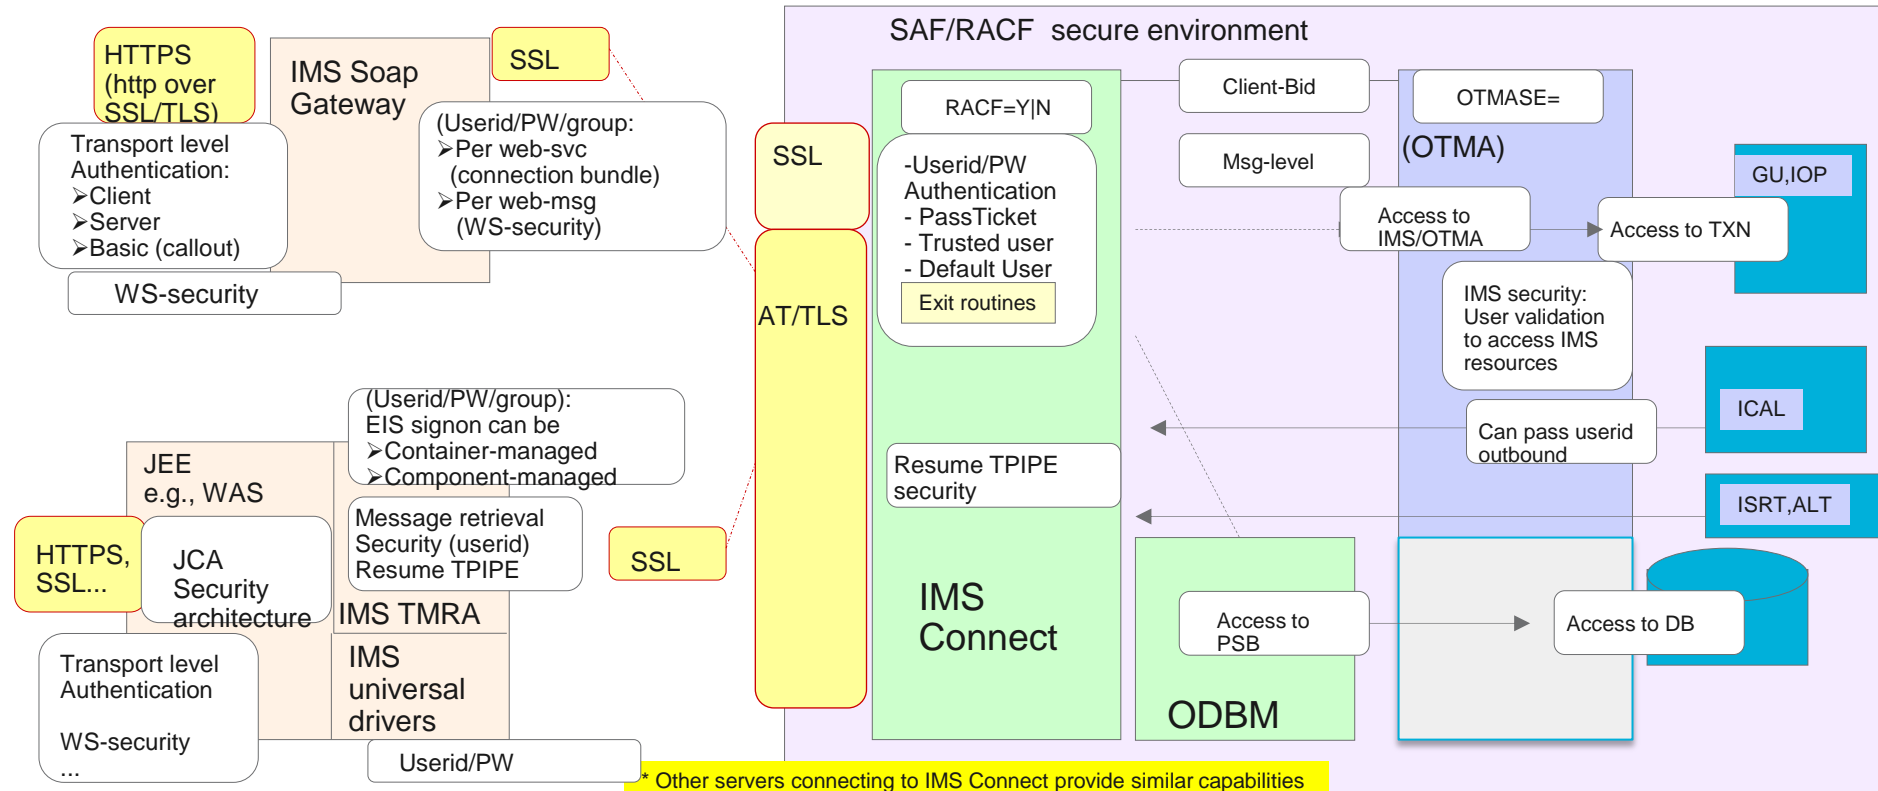 SAF/RACF  secure environment
HTTPS
(http over
SSL/TLS)
IMS Soap
Gateway
SSL
Transport level
Authentication:
➢Client
➢Server
➢Basic (callout)
(Userid/PW/group:
➢Per web-svc
(connection bundle)
➢Per web-msg
(WS-security)
WS-security
SSL
AT/TLS
RACF=Y|N
-Userid/PW
Authentication
- PassTicket
- Trusted user
- Default User
Exit routines
Client-Bid
Msg-level
OTMASE=
(OTMA)
Access to
IMS/OTMA
Access to TXN
GU,IOP
IMS security:
User validation
to access IMS
resources
ICAL
Can pass userid
outbound
ISRT,ALT
Resume TPIPE
security
IMS
Connect
Access to
PSB
ODBM
Access to DB
(Userid/PW/group):
EIS signon can be
➢Container-managed
➢Component-managed
JEE
e.g., WAS
Message retrieval
Security (userid)
Resume TPIPE
SSL
HTTPS,
SSL...
JCA
Security
architecture
IMS TMRA
IMS
universal
drivers
Transport level
Authentication
WS-security
...
Userid/PW
* Other servers connecting to IMS Connect provide similar capabilities